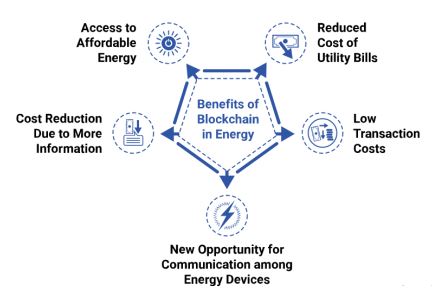 Access to
Affordable
Energy
Reduced
Cost of
Utility Bills
Benefits of
Blockchain
in Energy
Cost Reduction
Due to More
Information
Low
Transaction
Costs
New Opportunity for
Communication among
Energy Devices